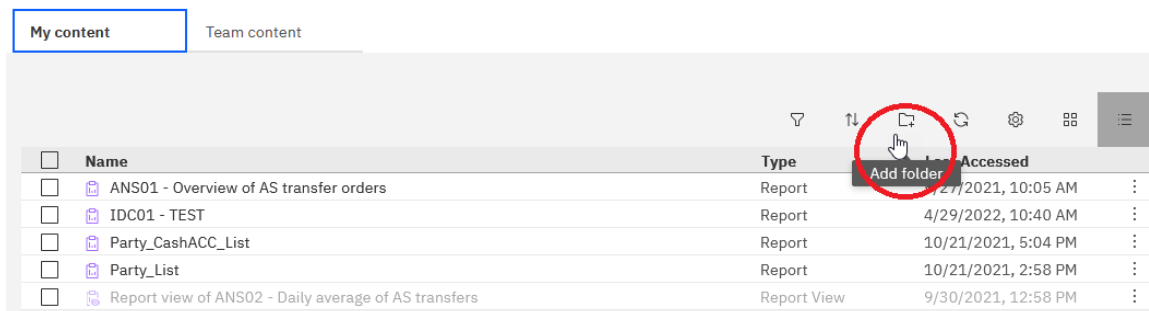 My content Team content
Name Type Last Accessed
Add folder
ANS01 - Overview of AS transfer orders Report /27/2021, 10:05 AM
IDC01 - TEST Report 4/29/2022, 10:40 AM
Party_CashACC_List Report 10/21/2021, 5:04 PM
Party_List Report 10/21/2021, 2:58 PM
Report view of ANS02 - Daily average of AS transfers Report View 9/30/2021, 12:58 PM